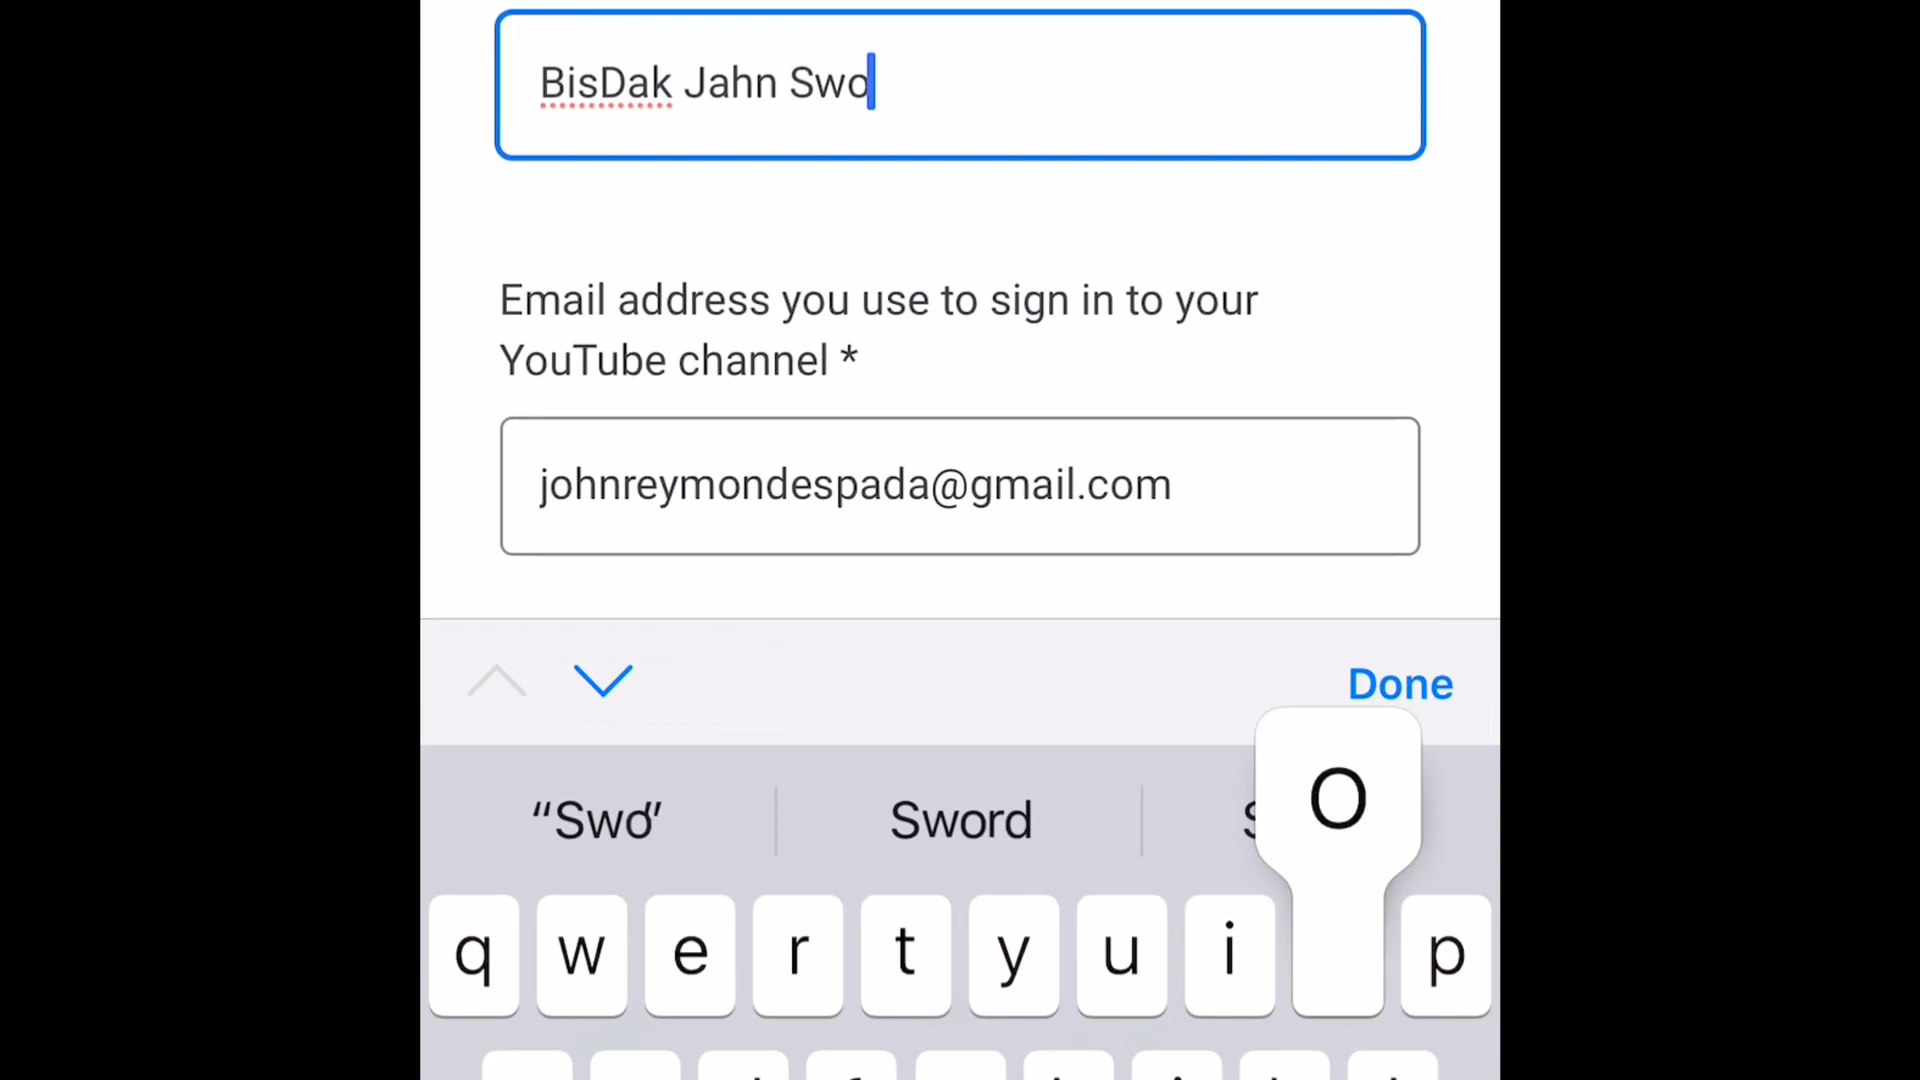 BisDak Jahn Swo
Email address you use to sign in to your
YouTube channel *
johnreymondespada@gmail.com
Done
“Swo” Sword
O
q w e r t y u i p